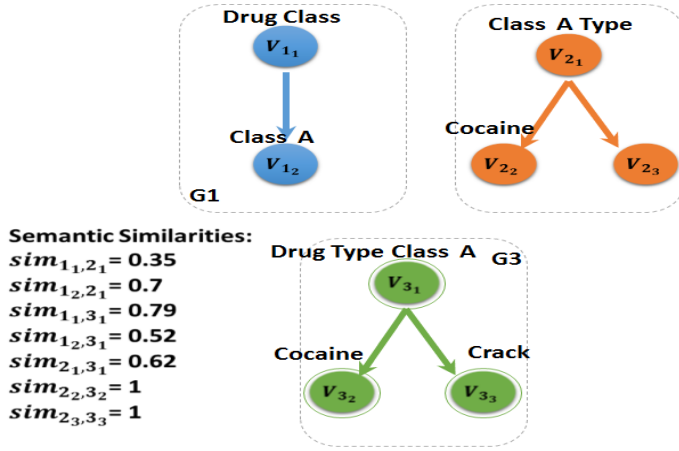 Drug Class
v₁₁
Class A
v₁₂
G1
Class A Type
v₂₁
Cocaine
v₂₂
v₂₃
Semantic Similarities:
sim₁₁,₂₁= 0.35
sim₁₂,₂₁= 0.7
sim₁₁,₃₁= 0.79
sim₁₂,₃₁= 0.52
sim₂₁,₃₁= 0.62
sim₂₂,₃₂= 1
sim₂₃,₃₃= 1
Drug Type Class A
G3
v₃₁
Cocaine
Crack
v₃₂
v₃₃